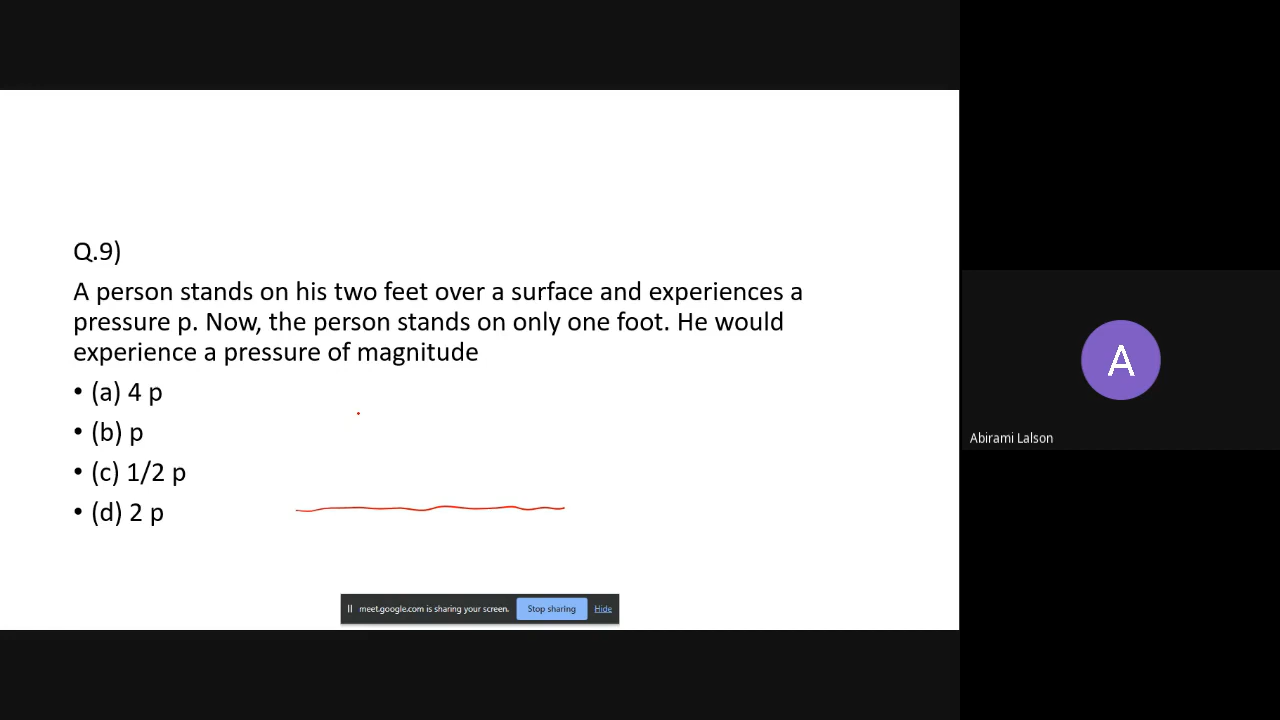 Q.9)
A person stands on his two feet over a surface and experiences a
pressure p. Now, the person stands on only one foot. He would
experience a pressure of magnitude
• (a) 4 p
• (b) p
• (c) 1/2 p
• (d) 2 p
meet.google.com is sharing your screen. Stop sharing Hide
A
Abirami Lalson